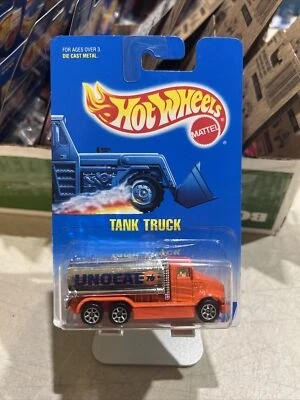 FOR AGES OVER 3.
DIE CAST METAL.
HOT WHEELS
MATTEL
TANK TRUCK
UNOCAL